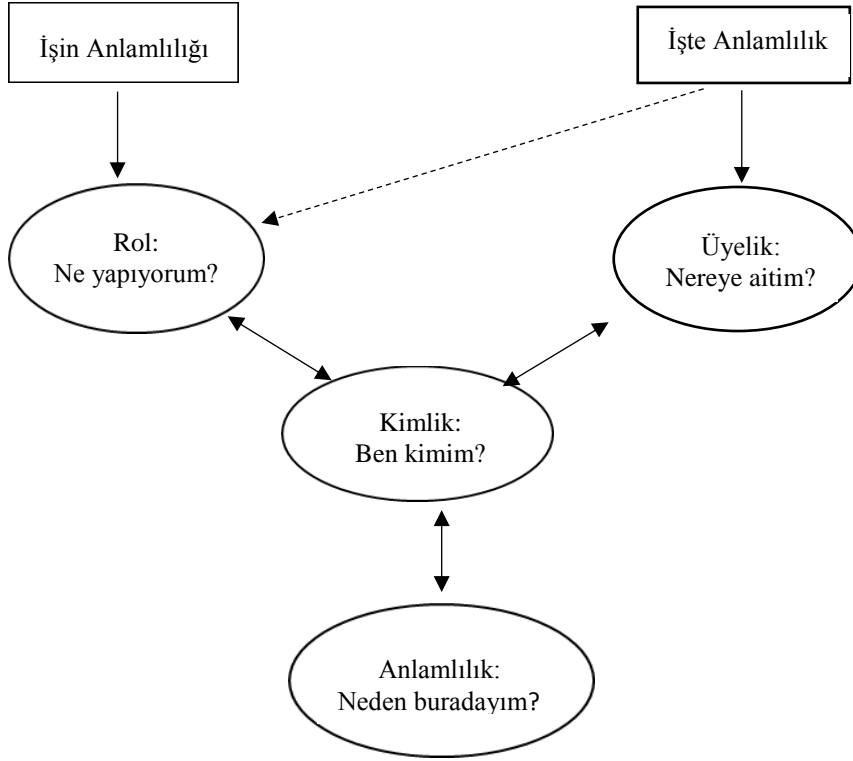 İşin Anlamlılığı
İşte Anlamlılık
Rol:
Ne yapıyorum?
Üyelik:
Nereye aitim?
Kimlik:
Ben kimim?
Anlamlılık:
Neden buradayım?